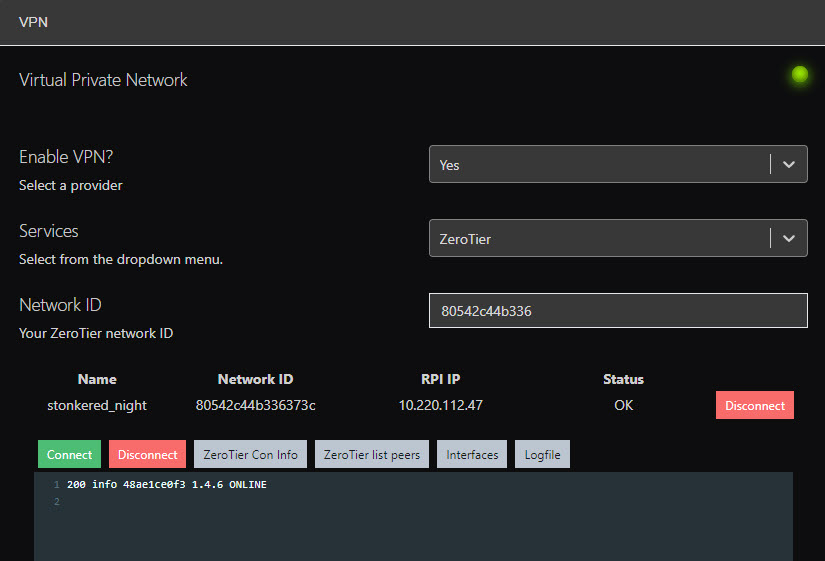 VPN
Virtual Private Network
Enable VPN?
Yes
Select a provider
Services
ZeroTier
Select from the dropdown menu.
Network ID
80542c44b336
Your ZeroTier network ID
Name Network ID RPI IP Status
stonkered_night 80542c44b336373c 10.220.112.47 OK Disconnect
Connect Disconnect ZeroTier Con Info ZeroTier list peers Interfaces Logfile
1 200 info 48ae1ce0f3 1.4.6 ONLINE
2